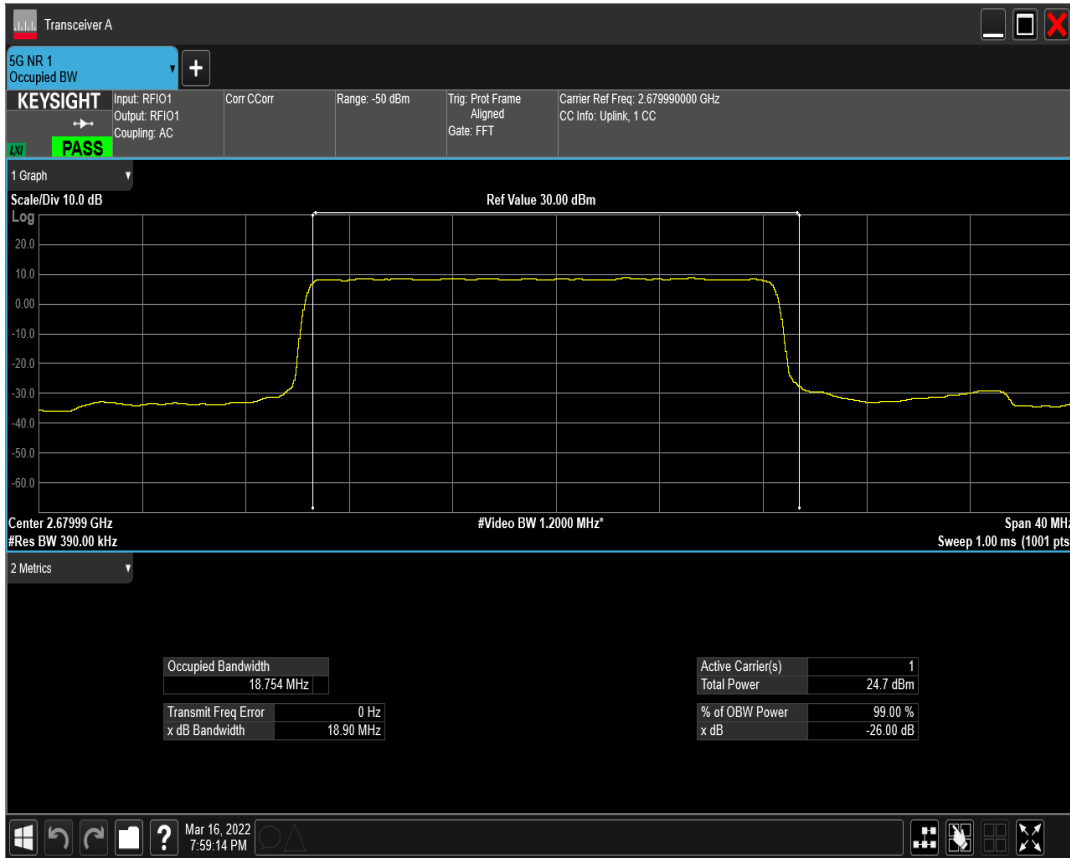 Transceiver A
5G NR 1
Occupied BW
KEYSIGHT
LXI
PASS
Input: RFIO1
Output: RFIO1
Coupling: AC
Corr CCorr
Range: -50 dBm
Trig: Prot Frame
Aligned
Gate: FFT
Carrier Ref Freq: 2.679990000 GHz
CC Info: Uplink, 1 CC
1 Graph
Scale/Div 10.0 dB
Ref Value 30.00 dBm
Log
20.0
10.0
0.00
-10.0
-20.0
-30.0
-40.0
-50.0
-60.0
Center 2.67999 GHz
#Video BW 1.2000 MHz*
Span 40 MHz
#Res BW 390.00 kHz
Sweep 1.00 ms (1001 pts
2 Metrics
Occupied Bandwidth
18.754 MHz
Transmit Freq Error 0 Hz
x dB Bandwidth 18.90 MHz
Active Carrier(s) 1
Total Power 24.7 dBm
% of OBW Power 99.00 %
x dB -26.00 dB
?
Mar 16, 2022
7:59:14 PM